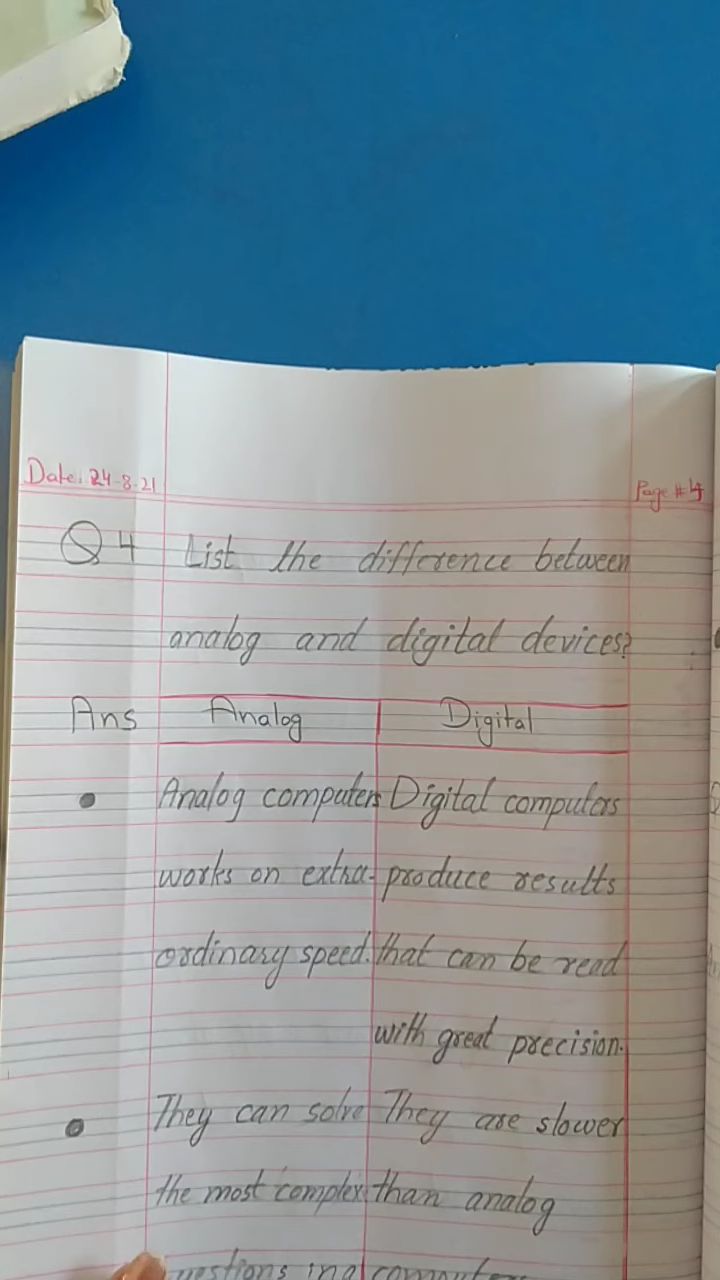 Date: 24-8-21
Page #4
Q 4 List the difference between
analog and digital devices?
Ans Analog Digital
Analog computers Digital computers
works on extra- produce results
ordinary speed. that can be read
with great precision.
They can solve They are slower
the most complex than analog